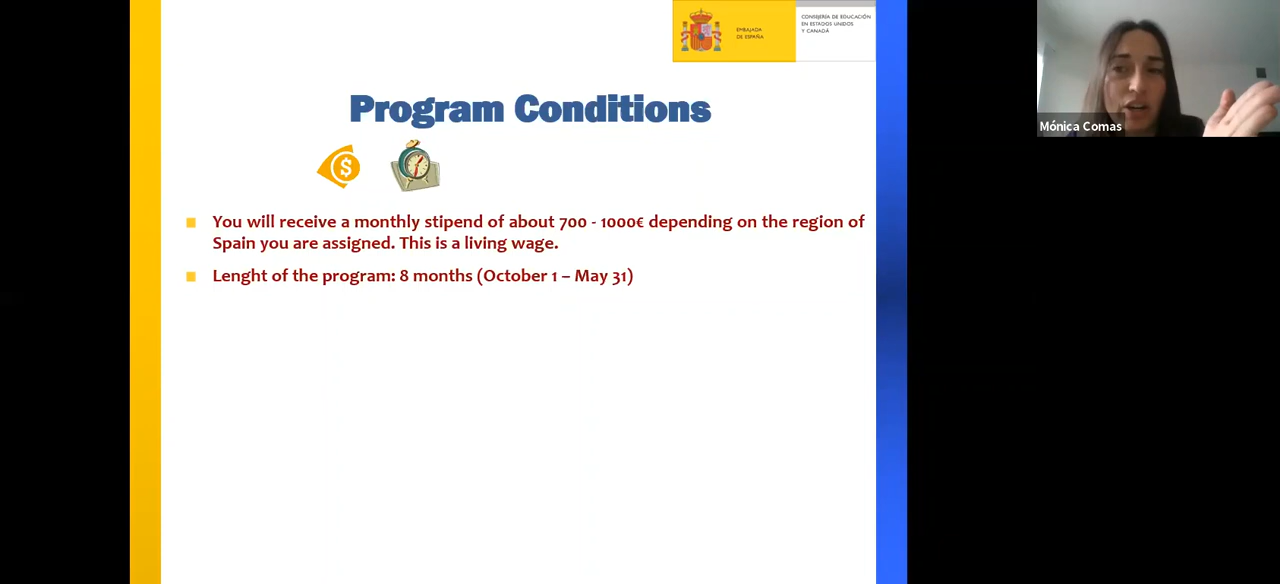 EMBAJADA
DE ESPAÑA
CONSEJERÍA DE EDUCACIÓN
EN ESTADOS UNIDOS
Y CANADÁ
Program Conditions
$
You will receive a monthly stipend of about 700 - 1000€ depending on the region of
Spain you are assigned. This is a living wage.
Lenght of the program: 8 months (October 1 – May 31)
Mónica Comas